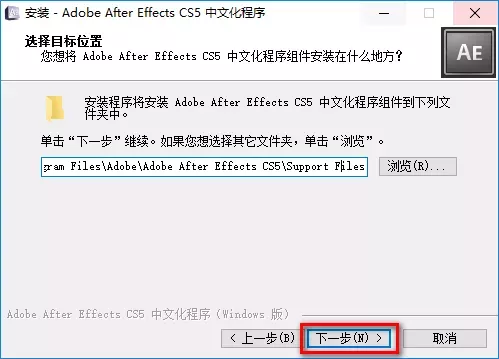 安装 - Adobe After Effects CS5 中文化程序
选择目标位置
您想将 Adobe After Effects CS5 中文化程序组件安装在什么地方？
AE
安装程序将安装 Adobe After Effects CS5 中文化程序组件到下列文
件夹中。
单击“下一步”继续。如果您想选择其它文件夹，单击“浏览”。
gram Files\Adobe\Adobe After Effects CS5\Support Files
浏览(R)...
Adobe After Effects CS5 中文化程序(Windows 版)
< 上一步(B)
下一步(N) >
取消